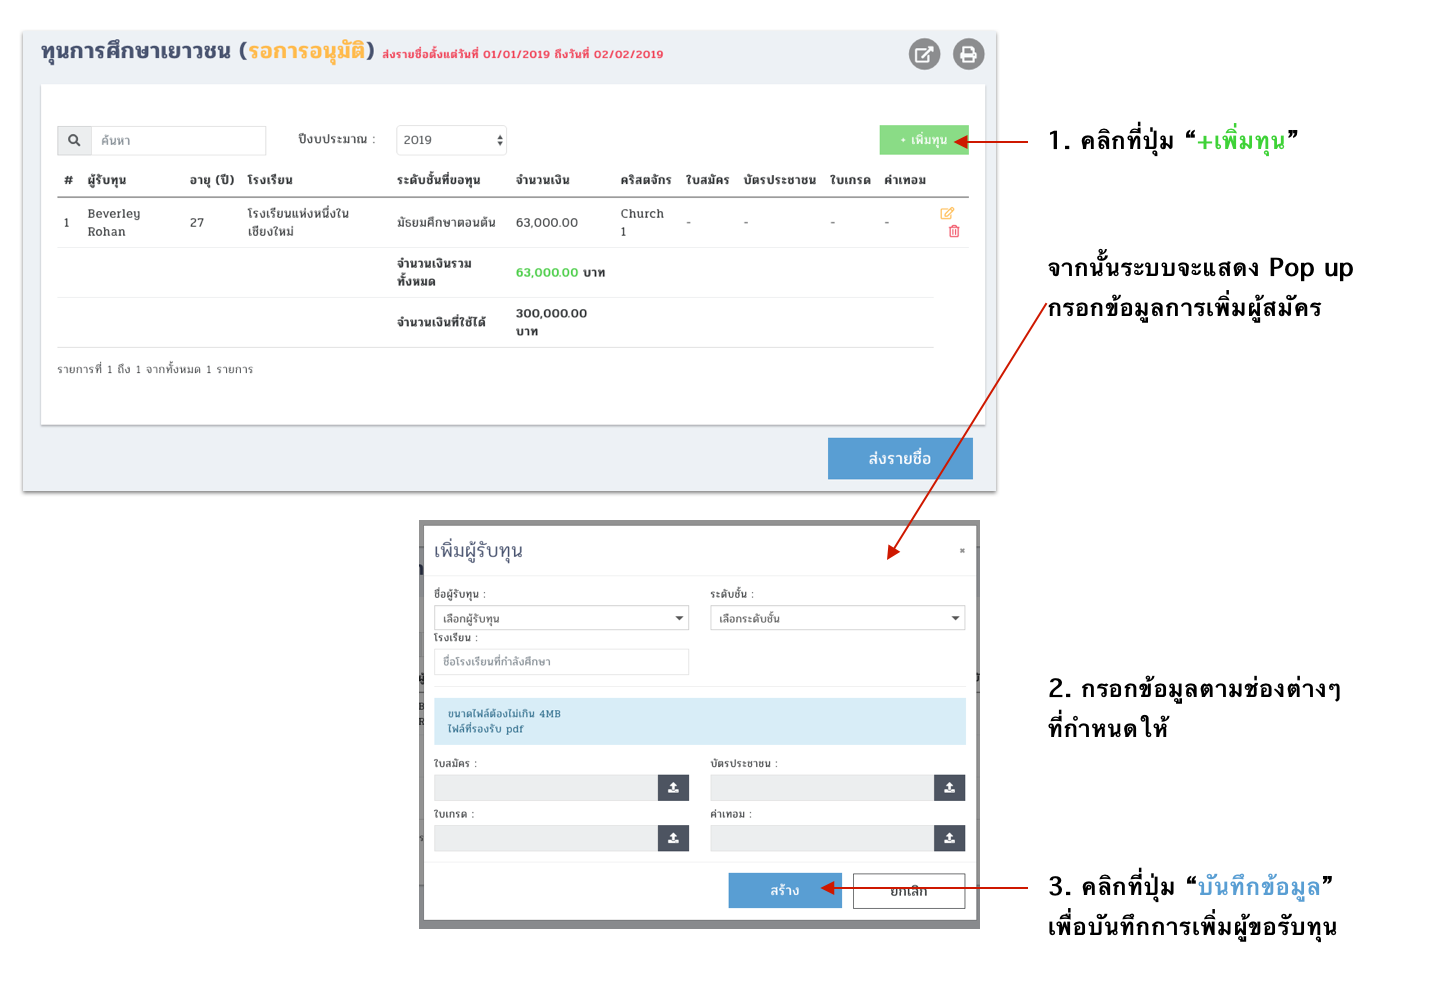 ทุนการศึกษาเยาวชน (รอการอนุมัติ) ส่งรายชื่อตั้งแต่วันที่ 01/01/2019 ถึงวันที่ 02/02/2019
ค้นหา ปีงบประมาณ : 2019 + เพิ่มทุน
1. คลิกที่ปุ่ม “+เพิ่มทุน”
# ผู้รับทุน อายุ (ปี) โรงเรียน ระดับชั้นที่ขอทุน จำนวนเงิน คริสตจักร ใบสมัคร บัตรประชาชน ใบเกรด ค่าเทอม
1 Beverley Rohan 27 โรงเรียนแห่งหนึ่งในเชียงใหม่ มัธยมศึกษาตอนต้น 63,000.00 Church 1 - - - -
จำนวนเงินรวมทั้งหมด 63,000.00 บาท
จำนวนเงินที่ใช้ได้ 300,000.00 บาท
รายการที่ 1 ถึง 1 จากทั้งหมด 1 รายการ
ส่งรายชื่อ
จากนั้นระบบจะแสดง Pop up
กรอกข้อมูลการเพิ่มผู้สมัคร
เพิ่มผู้รับทุน ×
ชื่อผู้รับทุน : ระดับชั้น :
เลือกผู้รับทุน เลือกระดับชั้น
โรงเรียน :
ชื่อโรงเรียนที่กำลังศึกษา
ขนาดไฟล์ต้องไม่เกิน 4MB
ไฟล์ที่รองรับ pdf
ใบสมัคร : บัตรประชาชน :
ใบเกรด : ค่าเทอม :
สร้าง ยกเลิก
2. กรอกข้อมูลตามช่องต่างๆ
ที่กำหนดให้
3. คลิกที่ปุ่ม “บันทึกข้อมูล”
เพื่อบันทึกการเพิ่มผู้ขอรับทุน